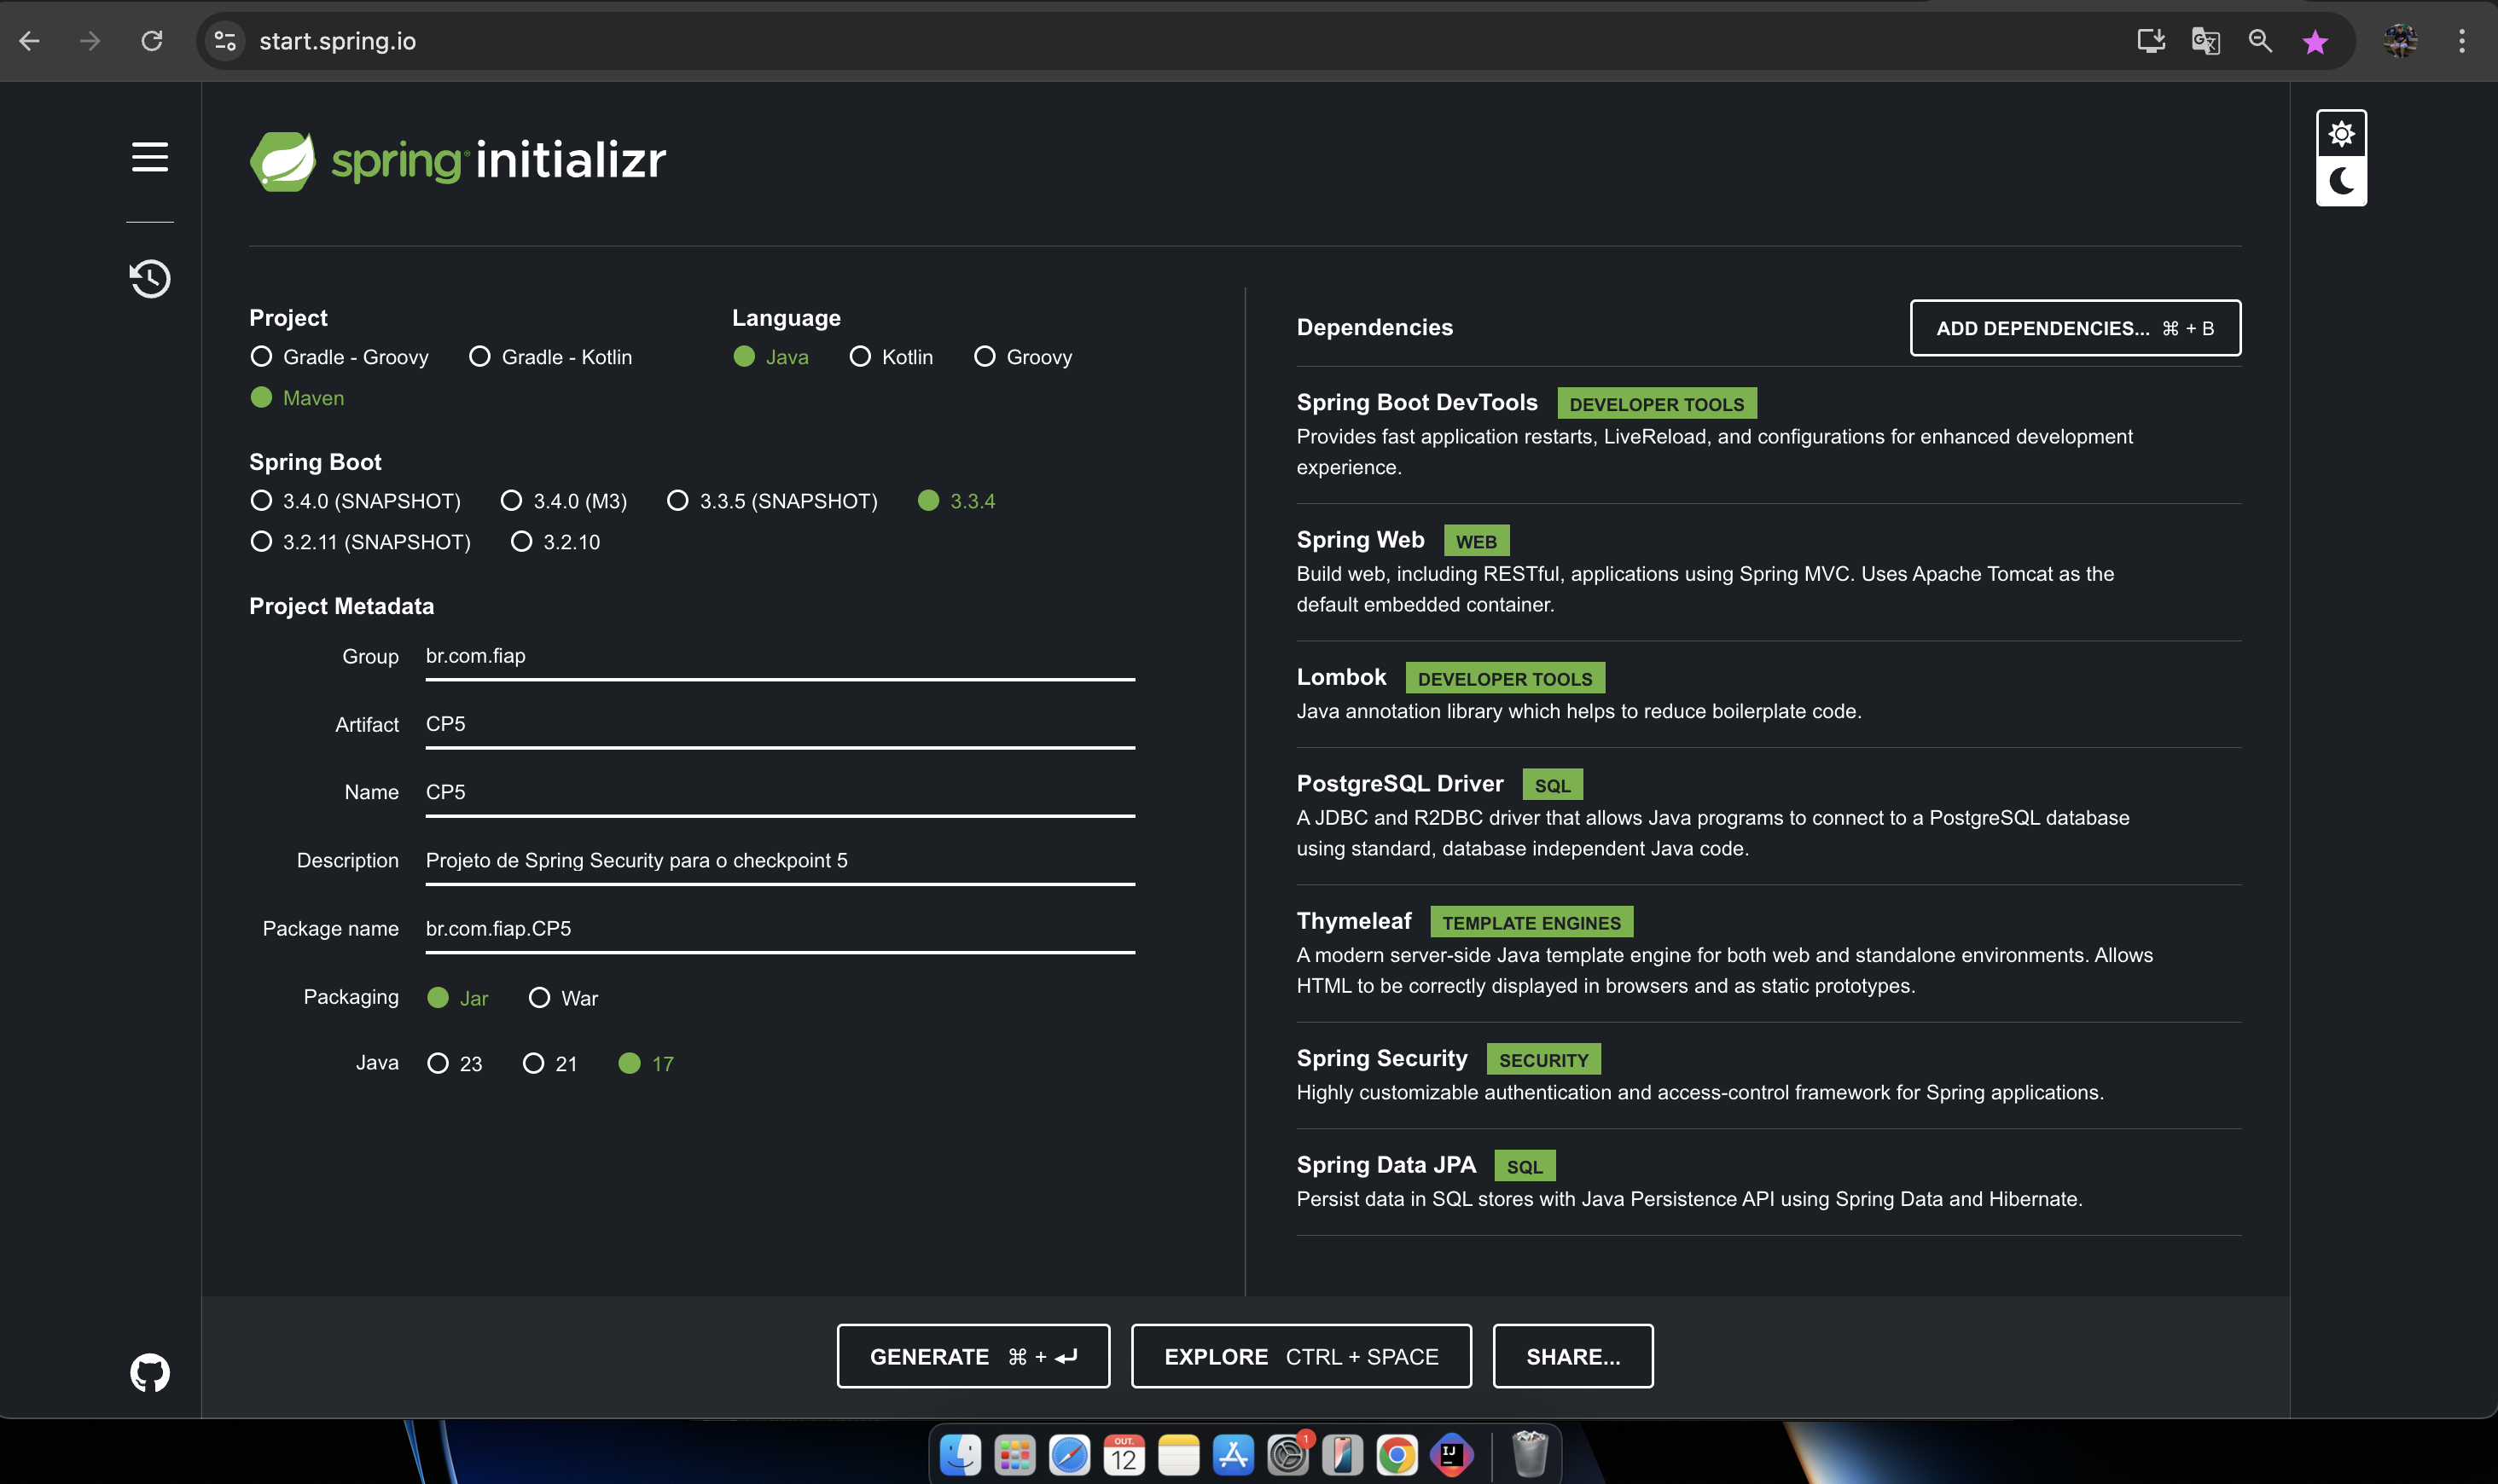 start.spring.io
spring initializr
Project
Gradle - Groovy Gradle - Kotlin
Maven
Language
Java Kotlin Groovy
Spring Boot
3.4.0 (SNAPSHOT) 3.4.0 (M3) 3.3.5 (SNAPSHOT) 3.3.4
3.2.11 (SNAPSHOT) 3.2.10
Project Metadata
Group br.com.fiap
Artifact CP5
Name CP5
Description Projeto de Spring Security para o checkpoint 5
Package name br.com.fiap.CP5
Packaging Jar War
Java 23 21 17
Dependencies
ADD DEPENDENCIES... ⌘ + B
Spring Boot DevTools DEVELOPER TOOLS
Provides fast application restarts, LiveReload, and configurations for enhanced development
experience.
Spring Web WEB
Build web, including RESTful, applications using Spring MVC. Uses Apache Tomcat as the
default embedded container.
Lombok DEVELOPER TOOLS
Java annotation library which helps to reduce boilerplate code.
PostgreSQL Driver SQL
A JDBC and R2DBC driver that allows Java programs to connect to a PostgreSQL database
using standard, database independent Java code.
Thymeleaf TEMPLATE ENGINES
A modern server-side Java template engine for both web and standalone environments. Allows
HTML to be correctly displayed in browsers and as static prototypes.
Spring Security SECURITY
Highly customizable authentication and access-control framework for Spring applications.
Spring Data JPA SQL
Persist data in SQL stores with Java Persistence API using Spring Data and Hibernate.
GENERATE ⌘ + ⏎ EXPLORE CTRL + SPACE SHARE...
OUT.
12
1
IJ